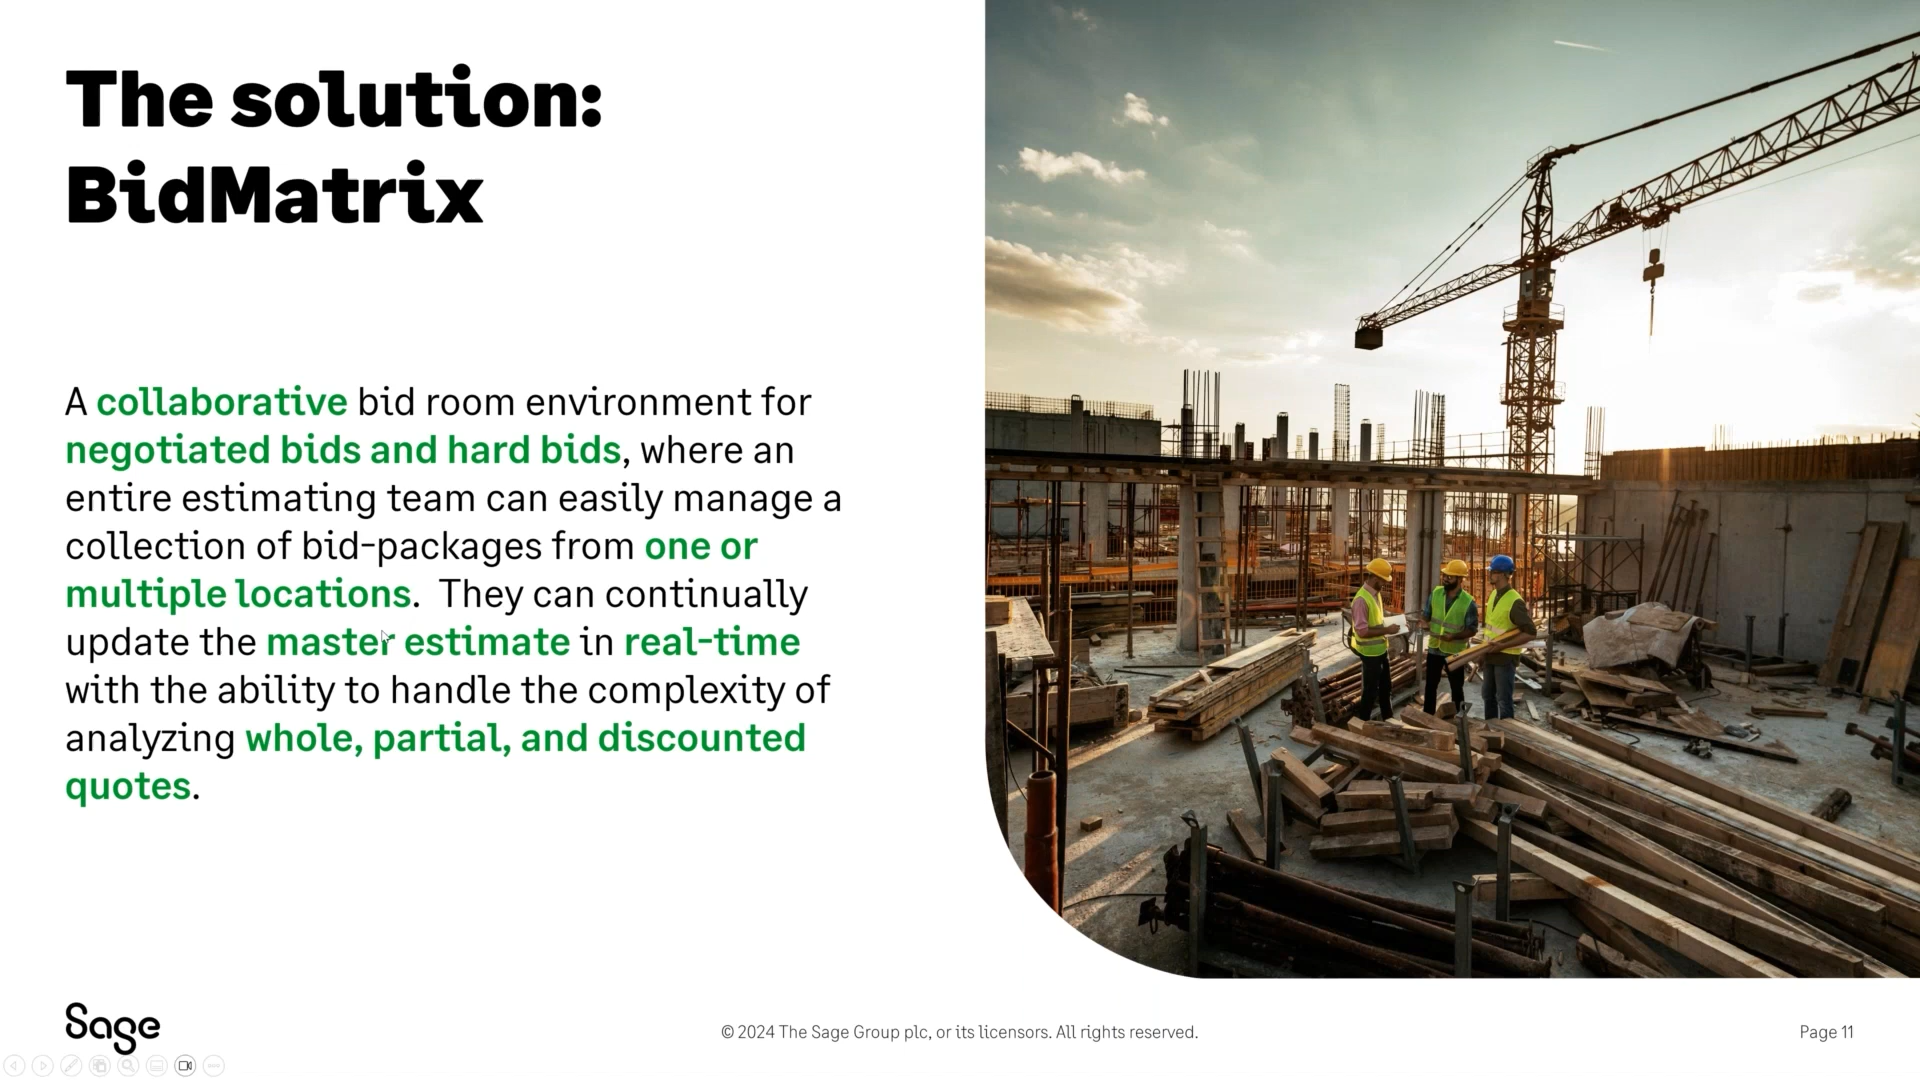 The solution:
BidMatrix
A collaborative bid room environment for
negotiated bids and hard bids, where an
entire estimating team can easily manage a
collection of bid-packages from one or
multiple locations.  They can continually
update the master estimate in real-time
with the ability to handle the complexity of
analyzing whole, partial, and discounted
quotes.
Sage
© 2024 The Sage Group plc, or its licensors. All rights reserved.
Page 11